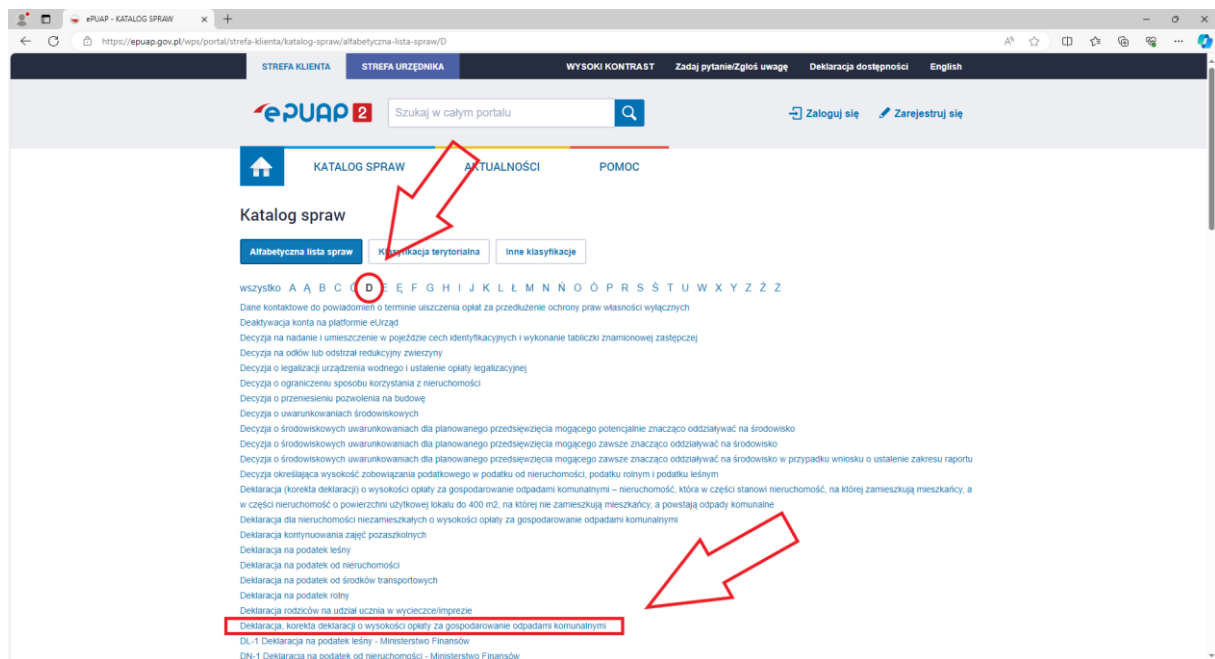 ePUAP - KATALOG SPRAW
https://epuap.gov.pl/wps/portal/strefa-klienta/katalog-spraw/alfabetyczna-lista-spraw/D
STREFA KLIENTA STREFA URZĘDNIKA WYSOKI KONTRAST Zadaj pytanie/Zgłoś uwagę Deklaracja dostępności English
ePUAP 2 Szukaj w całym portalu Zaloguj się Zarejestruj się
KATALOG SPRAW AKTUALNOŚCI POMOC
Katalog spraw
Alfabetyczna lista spraw Klasyfikacja terytorialna Inne klasyfikacje
wszystko A Ą B C Ć D E Ę F G H I J K L Ł M N Ń O Ó P R S Ś T U W X Y Z Ż Ź
Dane kontaktowe do powiadomień o terminie uiszczenia opłat za przedłużenie ochrony praw własności wyłącznych
Deaktywacja konta na platformie eUrząd
Decyzja na nadanie i umieszczenie w pojeździe cech identyfikacyjnych i wykonanie tabliczki znamionowej zastępczej
Decyzja na odłów lub odstrzał redukcyjny zwierzyny
Decyzja o legalizacji urządzenia wodnego i ustalenie opłaty legalizacyjnej
Decyzja o ograniczeniu sposobu korzystania z nieruchomości
Decyzja o przeniesieniu pozwolenia na budowę
Decyzja o uwarunkowaniach środowiskowych
Decyzja o środowiskowych uwarunkowaniach dla planowanego przedsięwzięcia mogącego potencjalnie znacząco oddziaływać na środowisko
Decyzja o środowiskowych uwarunkowaniach dla planowanego przedsięwzięcia mogącego zawsze znacząco oddziaływać na środowisko
Decyzja o środowiskowych uwarunkowaniach dla planowanego przedsięwzięcia mogącego zawsze znacząco oddziaływać na środowisko w przypadku wniosku o ustalenie zakresu raportu
Decyzja określająca wysokość zobowiązania podatkowego w podatku od nieruchomości, podatku rolnym i podatku leśnym
Deklaracja (korekta deklaracji) o wysokości opłaty za gospodarowanie odpadami komunalnymi – nieruchomość, która w części stanowi nieruchomość, na której zamieszkują mieszkańcy, a
w części nieruchomość o powierzchni użytkowej lokalu do 400 m2, na której nie zamieszkują mieszkańcy, a powstają odpady komunalne
Deklaracja dla nieruchomości niezamieszkałych o wysokości opłaty za gospodarowanie odpadami komunalnymi
Deklaracja kontynuowania zajęć pozaszkolnych
Deklaracja na podatek leśny
Deklaracja na podatek od nieruchomości
Deklaracja na podatek od środków transportowych
Deklaracja na podatek rolny
Deklaracja rodziców na udział ucznia w wycieczce/imprezie
Deklaracja, korekta deklaracji o wysokości opłaty za gospodarowanie odpadami komunalnymi
DL-1 Deklaracja na podatek leśny - Ministerstwo Finansów
DN-1 Deklaracja na podatek od nieruchomości - Ministerstwo Finansów